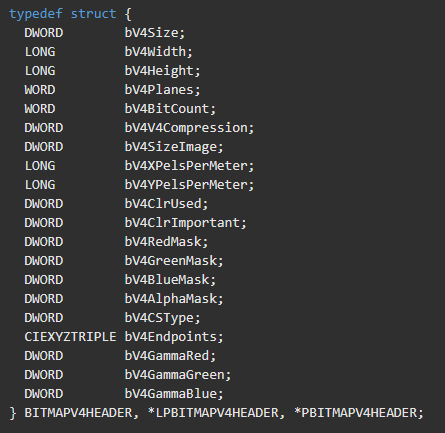 typedef struct {
  DWORD        bV4Size;
  LONG         bV4Width;
  LONG         bV4Height;
  WORD         bV4Planes;
  WORD         bV4BitCount;
  DWORD        bV4V4Compression;
  DWORD        bV4SizeImage;
  LONG         bV4XPelsPerMeter;
  LONG         bV4YPelsPerMeter;
  DWORD        bV4ClrUsed;
  DWORD        bV4ClrImportant;
  DWORD        bV4RedMask;
  DWORD        bV4GreenMask;
  DWORD        bV4BlueMask;
  DWORD        bV4AlphaMask;
  DWORD        bV4CSType;
  CIEXYZTRIPLE bV4Endpoints;
  DWORD        bV4GammaRed;
  DWORD        bV4GammaGreen;
  DWORD        bV4GammaBlue;
} BITMAPV4HEADER, *LPBITMAPV4HEADER, *PBITMAPV4HEADER;